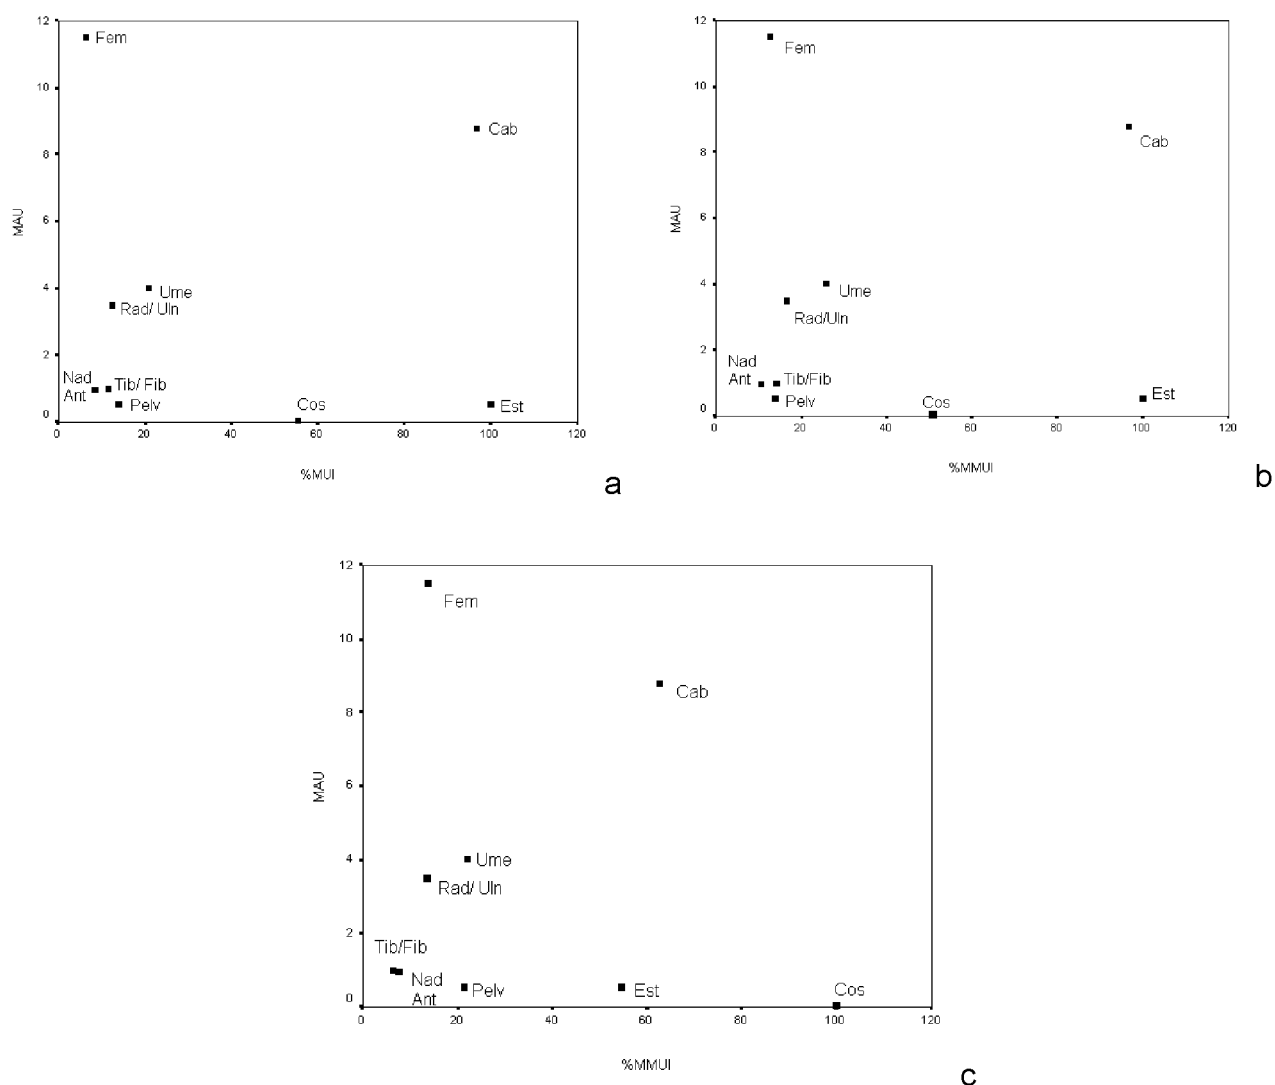 12
Fem
10
Cab
8
MAU
6
4
Ume
Rad/ Uln
2
Nad
Ant
Tib/ Fib
Pelv
Cos
Est
0
0 20 40 60 80 100 120
%MUI
a
12
Fem
10
Cab
8
MAU
6
4
Ume
Rad/Uln
2
Nad
Ant
Tib/Fib
Pelv
Cos
Est
0
0 20 40 60 80 100 120
%MMUI
b
12
Fem
10
Cab
8
MAU
6
4
Ume
Rad/ Uln
2
Tib/Fib
Nad
Ant
Pelv
Est
Cos
0
0 20 40 60 80 100 120
%MMUI
c